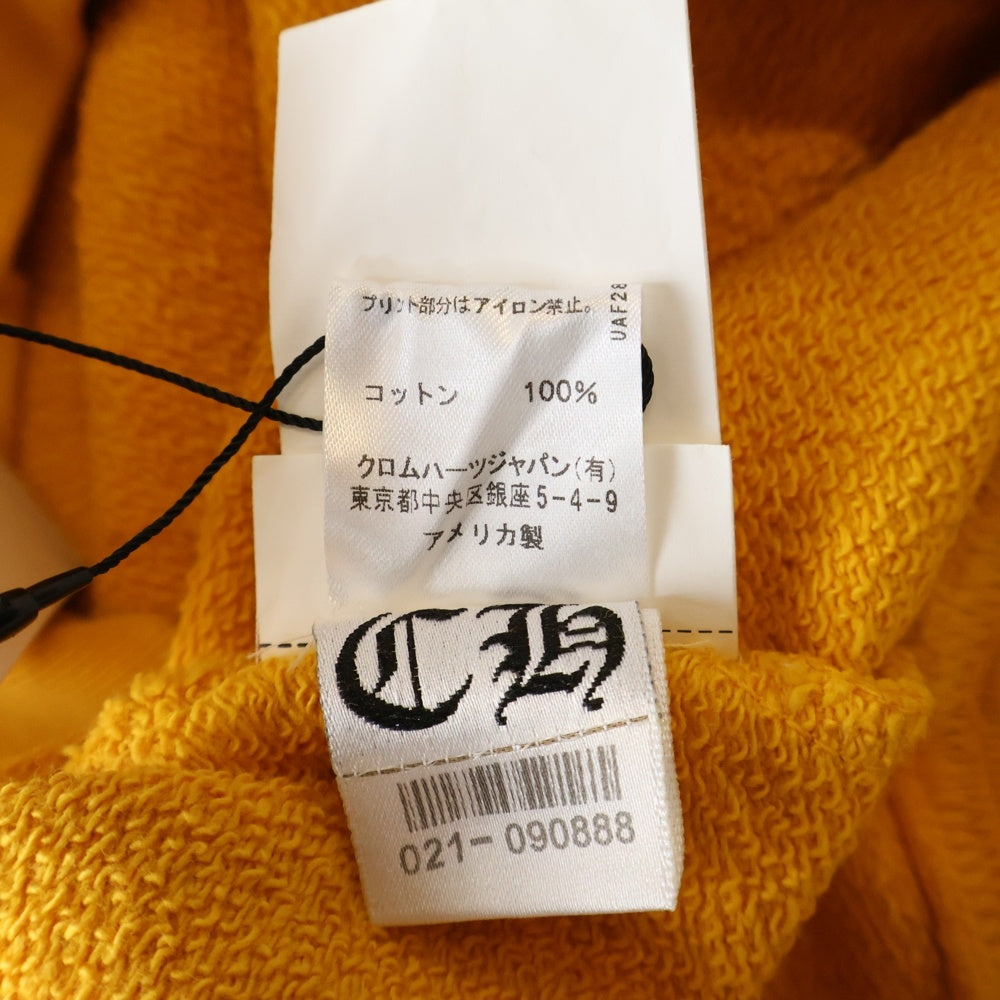 プリント部分はアイロン禁止。
UAF28
コットン 100%
クロムハーツジャパン(有)
東京都中央区銀座5-4-9
アメリカ製
CH
021-090888